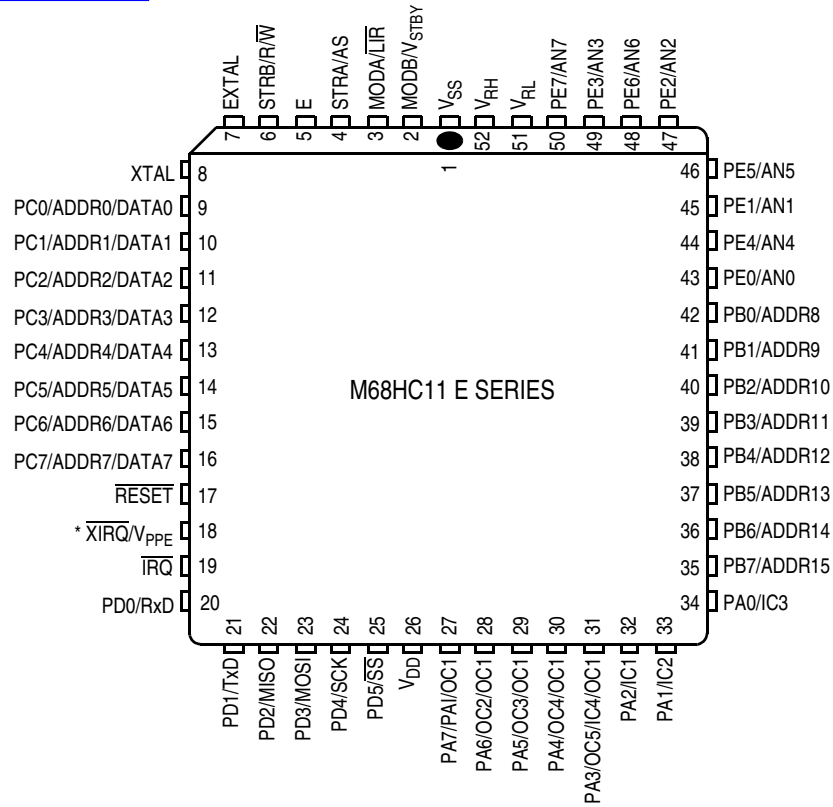 EXTAL
STRB/R/W̅
E
STRA/AS
MODA/L̅I̅R̅
MODB/VSTBY
VSS
VRH
VRL
PE7/AN7
PE3/AN3
PE6/AN6
PE2/AN2
7
6
5
4
3
2
1
52
51
50
49
48
47
XTAL 8
PC0/ADDR0/DATA0 9
PC1/ADDR1/DATA1 10
PC2/ADDR2/DATA2 11
PC3/ADDR3/DATA3 12
PC4/ADDR4/DATA4 13
PC5/ADDR5/DATA5 14
PC6/ADDR6/DATA6 15
PC7/ADDR7/DATA7 16
R̅E̅S̅E̅T̅ 17
* X̅I̅R̅Q̅/VPPE 18
I̅R̅Q̅ 19
PD0/RxD 20
M68HC11 E SERIES
46 PE5/AN5
45 PE1/AN1
44 PE4/AN4
43 PE0/AN0
42 PB0/ADDR8
41 PB1/ADDR9
40 PB2/ADDR10
39 PB3/ADDR11
38 PB4/ADDR12
37 PB5/ADDR13
36 PB6/ADDR14
35 PB7/ADDR15
34 PA0/IC3
21
22
23
24
25
26
27
28
29
30
31
32
33
PD1/TxD
PD2/MISO
PD3/MOSI
PD4/SCK
PD5/S̅S̅
VDD
PA7/PAI/OC1
PA6/OC2/OC1
PA5/OC3/OC1
PA4/OC4/OC1
PA3/OC5/IC4/OC1
PA2/IC1
PA1/IC2